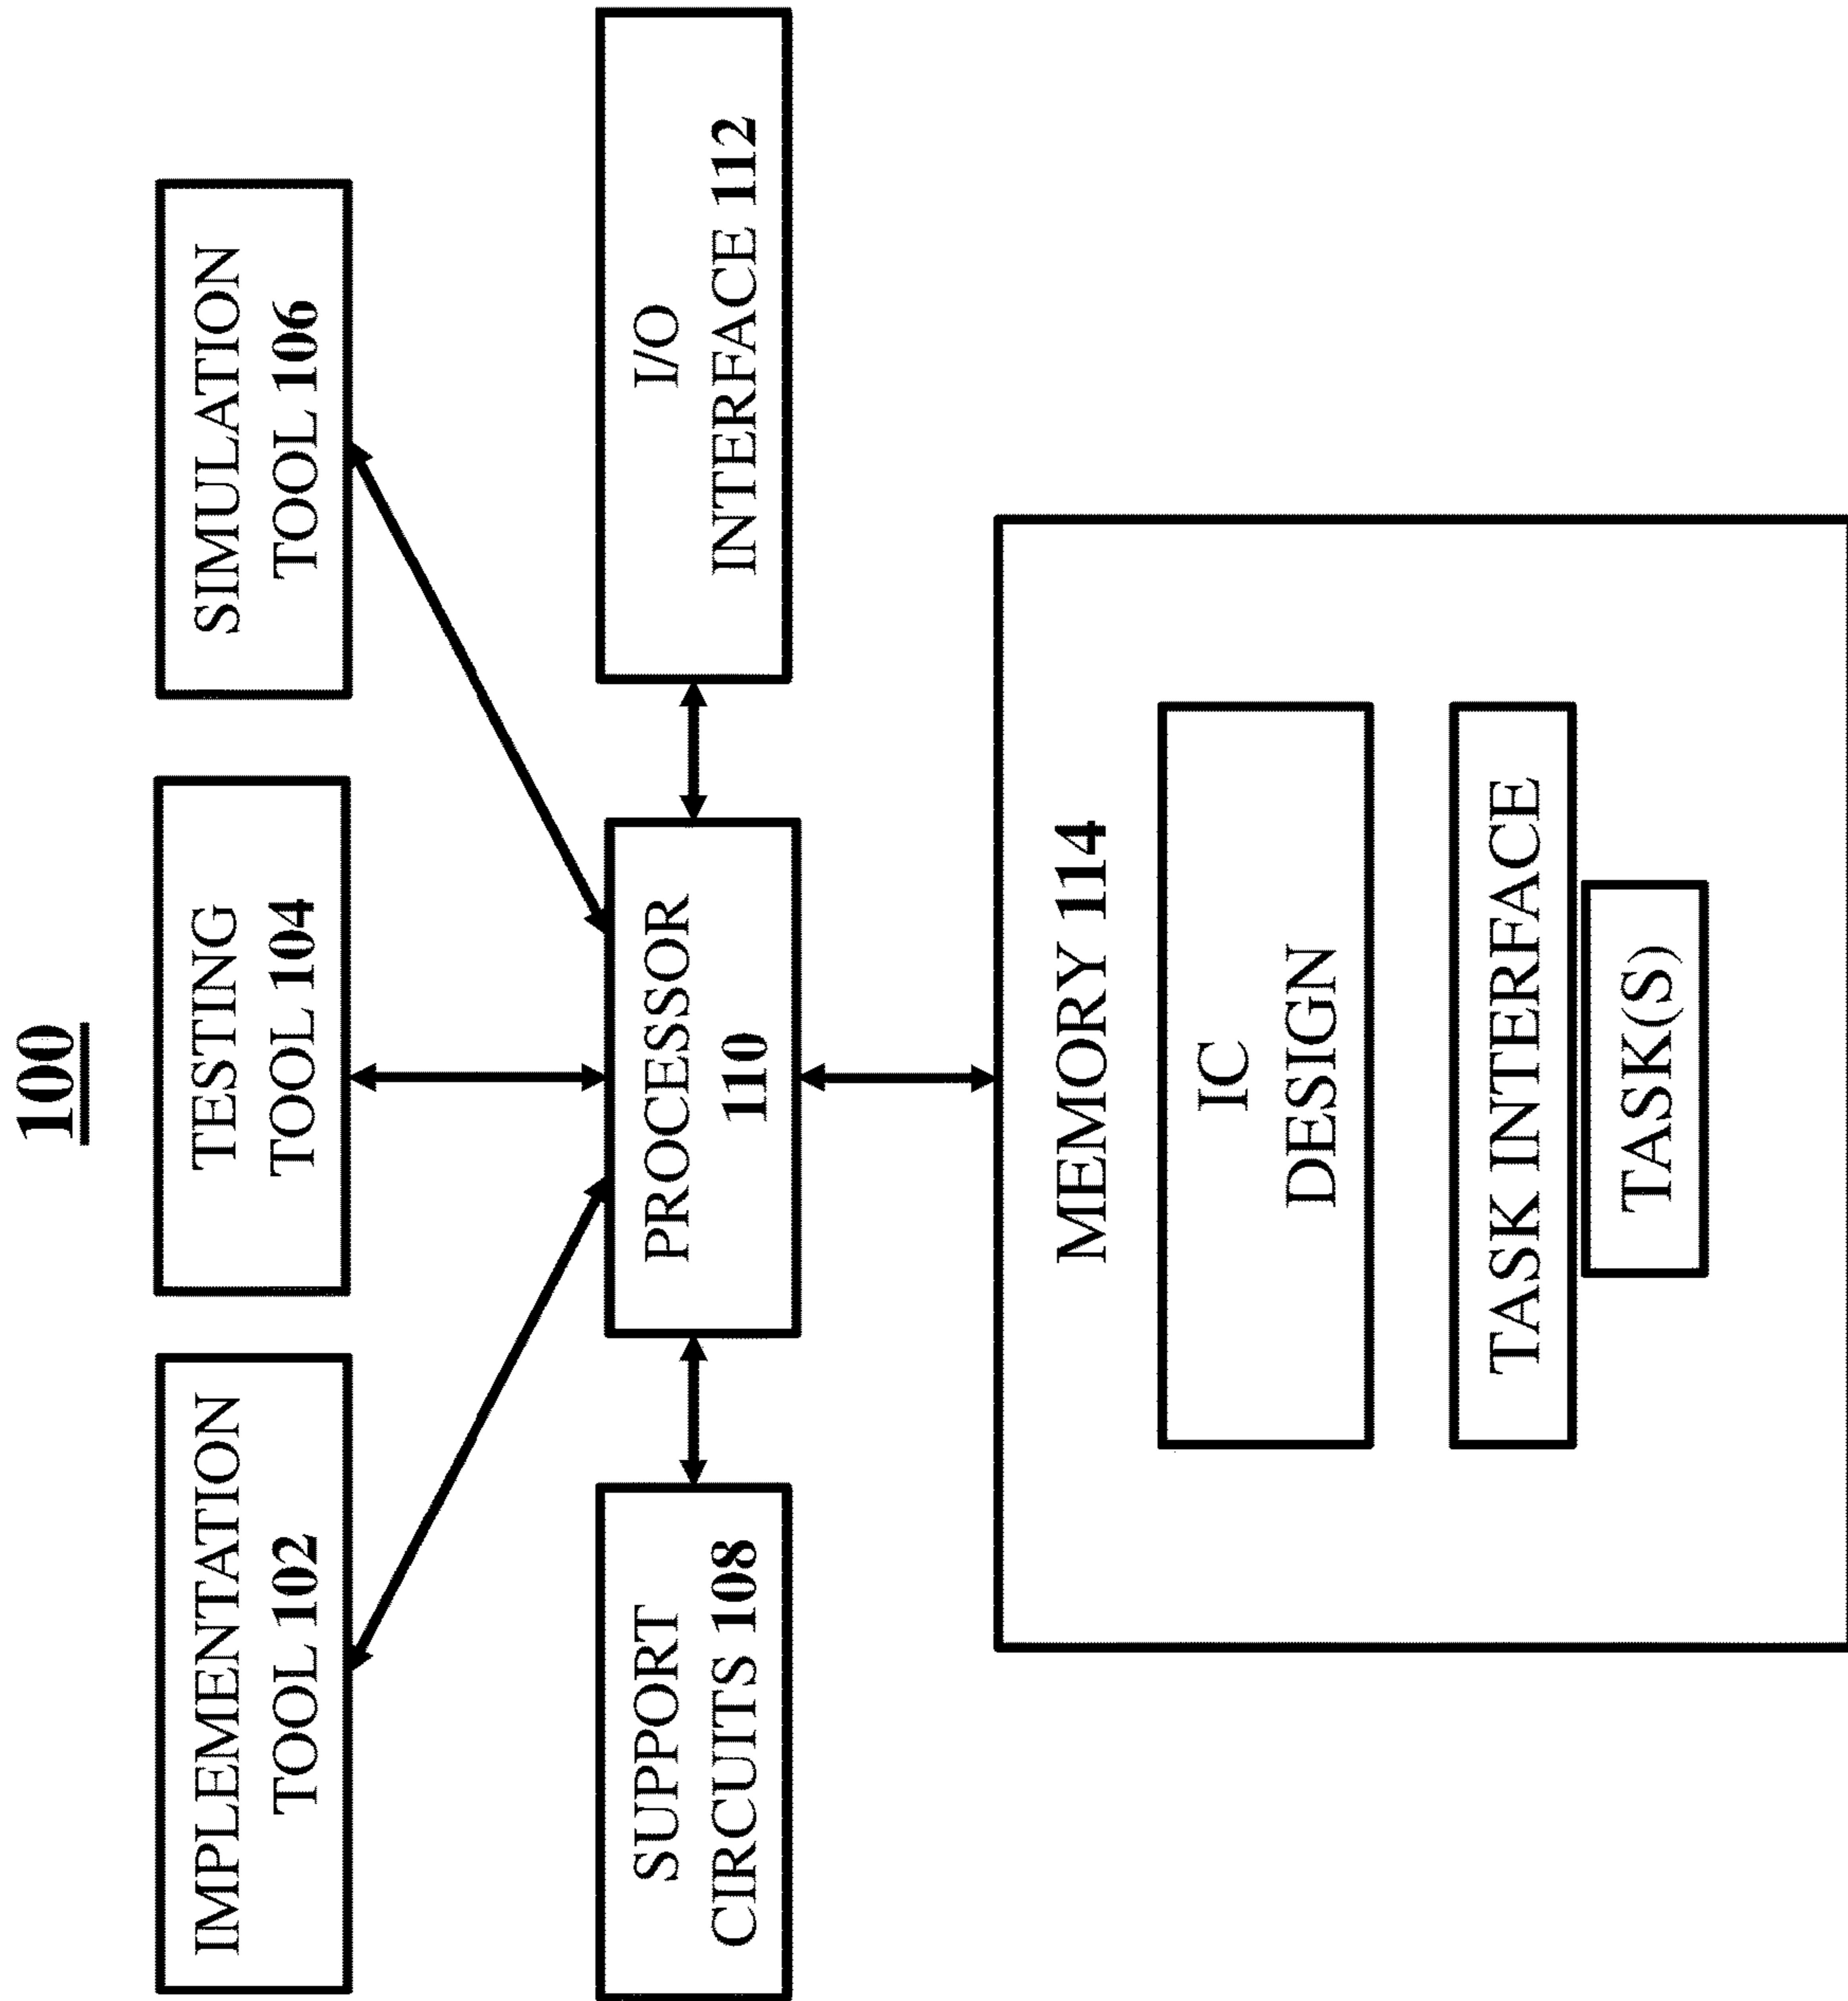 100
IMPLEMENTATION
TOOL 102
TESTING
TOOL 104
SIMULATION
TOOL 106
SUPPORT
CIRCUITS 108
PROCESSOR
110
I/O
INTERFACE 112
MEMORY 114
IC
DESIGN
TASK INTERFACE
TASK(S)